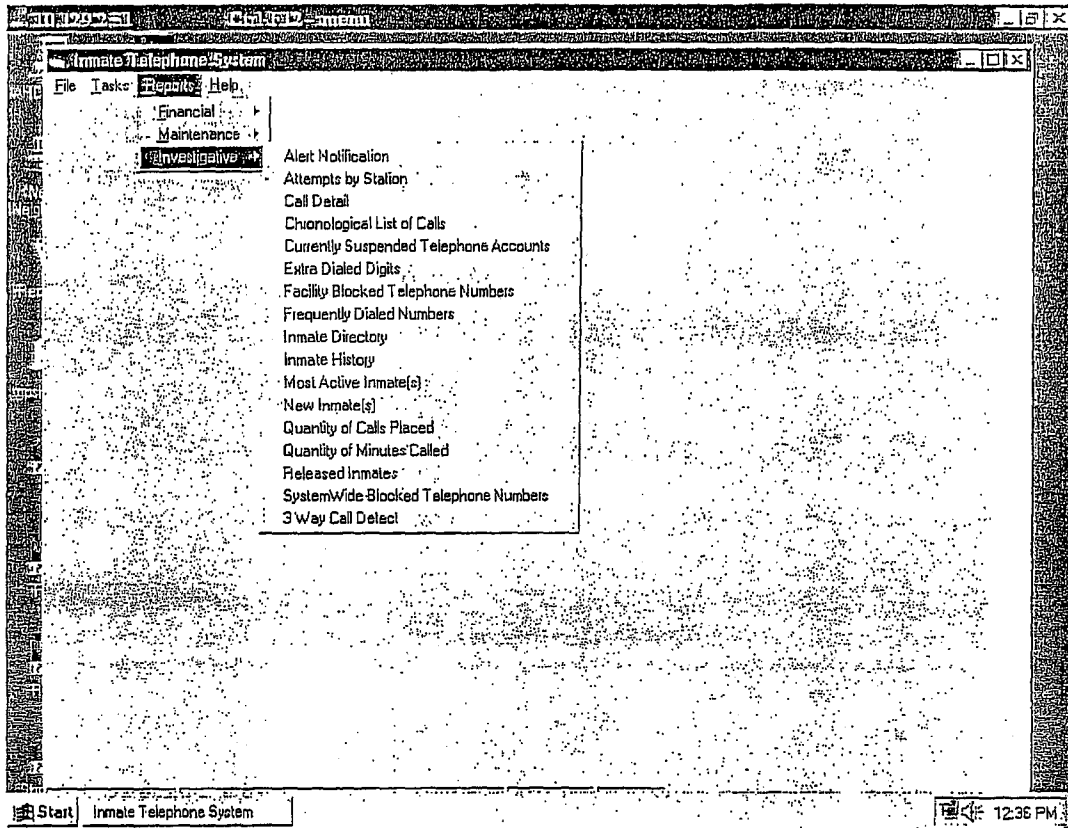 Inmate Telephone System
File Tasks Reports Help
Financial
Maintenance
Investigative
Alert Notification
Attempts by Station
Call Detail
Chronological List of Calls
Currently Suspended Telephone Accounts
Extra Dialed Digits
Facility Blocked Telephone Numbers
Frequently Dialed Numbers
Inmate Directory
Inmate History
Most Active Inmate(s)
New Inmate(s)
Quantity of Calls Placed
Quantity of Minutes Called
Released Inmates
SystemWide Blocked Telephone Numbers
3 Way Call Detect
Start Inmate Telephone System 12:36 PM